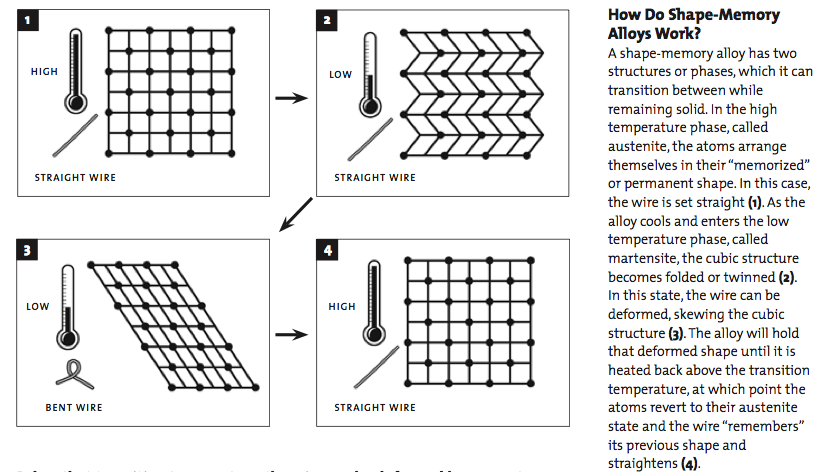 1
HIGH
STRAIGHT WIRE
2
LOW
STRAIGHT WIRE
3
LOW
BENT WIRE
4
HIGH
STRAIGHT WIRE
How Do Shape-Memory
Alloys Work?
A shape-memory alloy has two
structures or phases, which it can
transition between while
remaining solid. In the high
temperature phase, called
austenite, the atoms arrange
themselves in their “memorized”
or permanent shape. In this case,
the wire is set straight (1). As the
alloy cools and enters the low
temperature phase, called
martensite, the cubic structure
becomes folded or twinned (2).
In this state, the wire can be
deformed, skewing the cubic
structure (3). The alloy will hold
that deformed shape until it is
heated back above the transition
temperature, at which point the
atoms revert to their austenite
state and the wire “remembers”
its previous shape and
straightens (4).